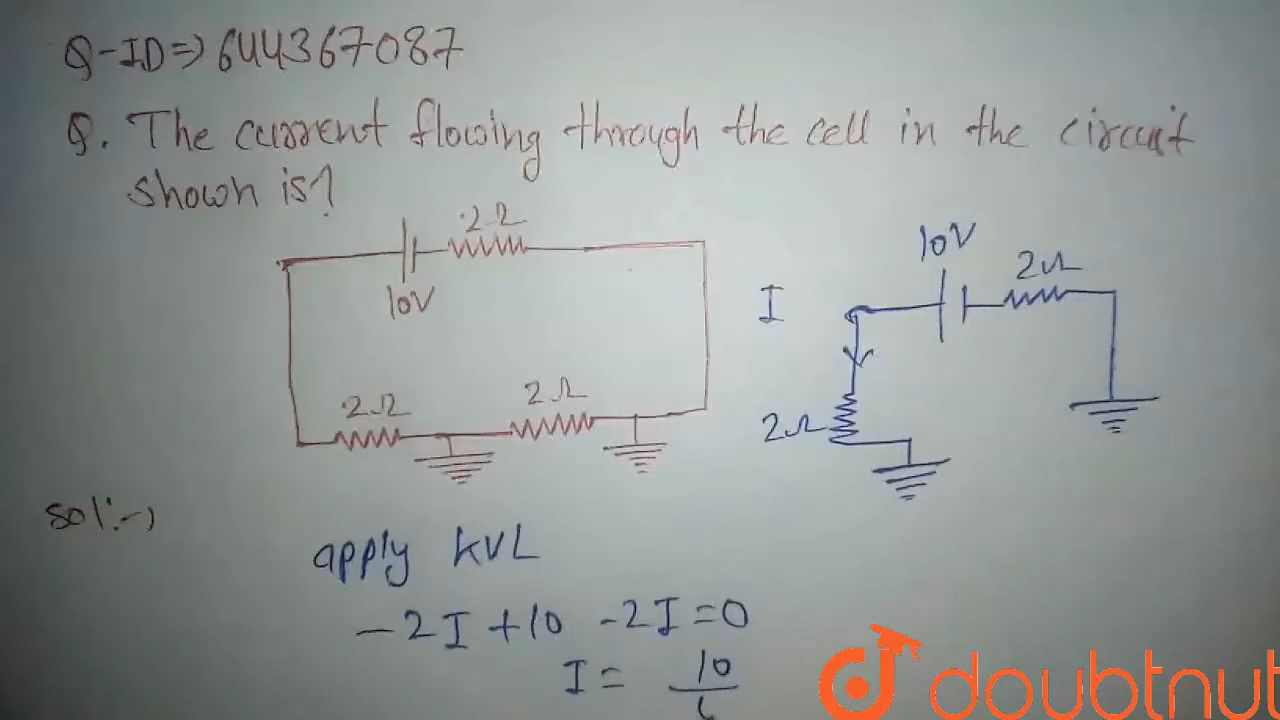 Q-ID⇒ 644367087
Q. The current flowing through the cell in the circuit
shown is?
2Ω
10V
2Ω
2Ω
I
10V
2Ω
2Ω
sol:-)
apply KVL
-2I +10 -2I =0
I = 10
doubtnut